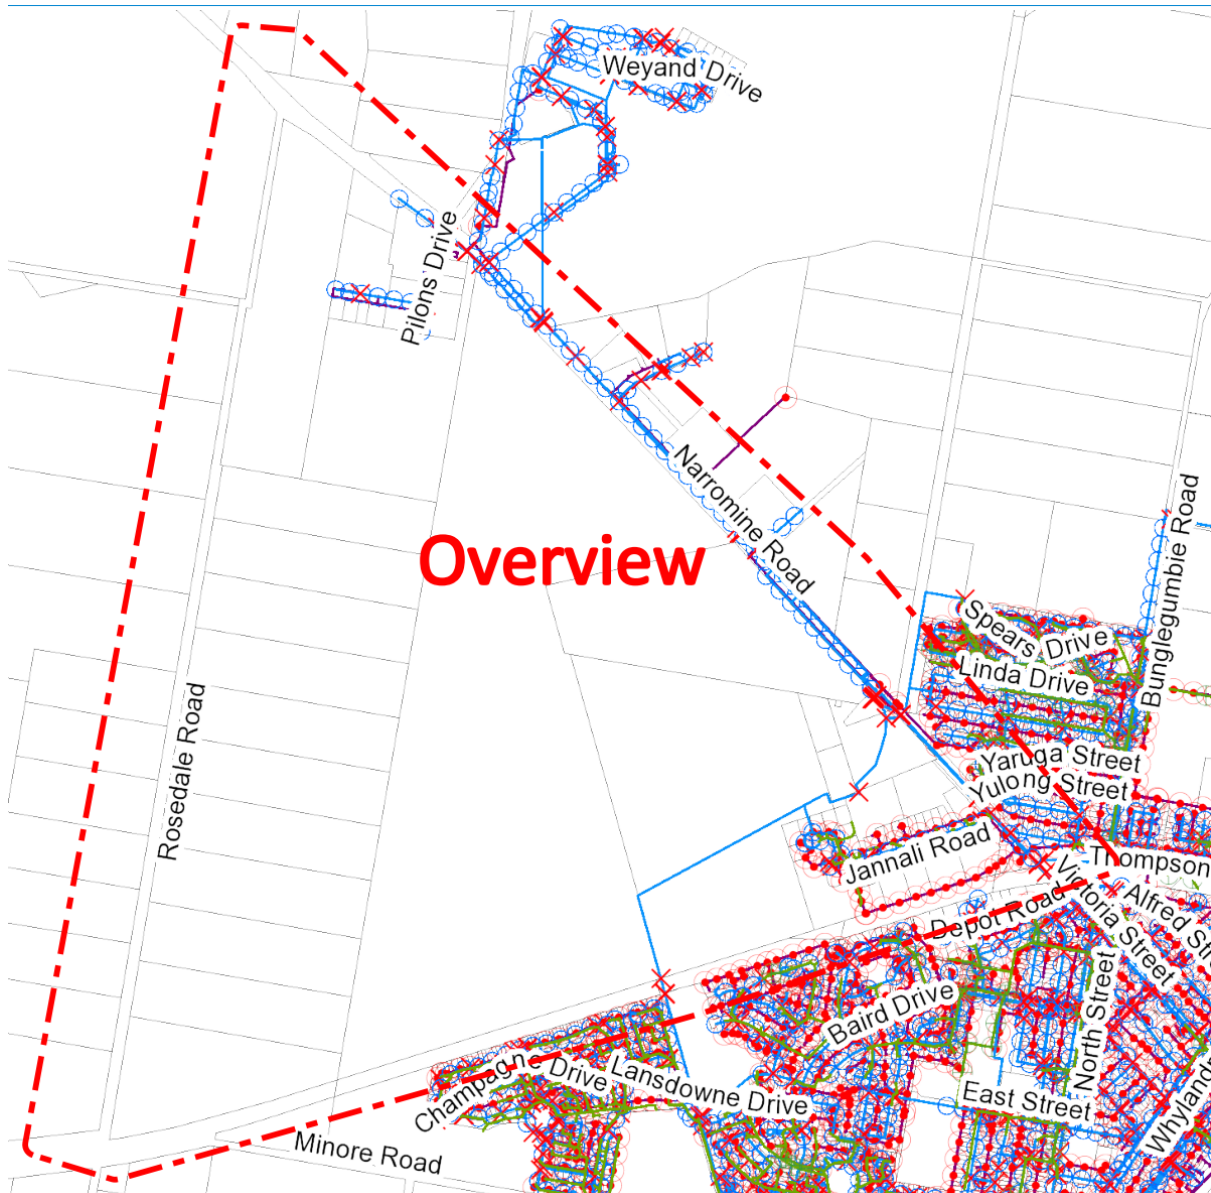 Weyand Drive
Pilons Drive
Narromine Road
Overview
Bunglegumbie Road
Spears Drive
Linda Drive
Rosedale Road
Yaruga Street
Yulong Street
Jannali Road
Thompson
Victoria Street
Alfred Stre
Depot Road
Baird Drive
North Street
Champagne Drive
Lansdowne Drive
East Street
Whylandr
Minore Road